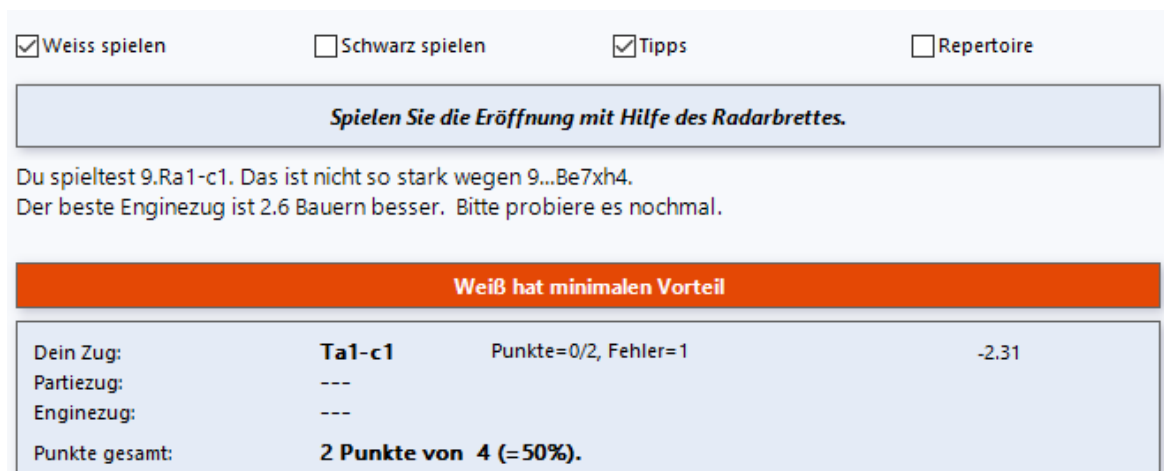 Weiss spielen Schwarz spielen Tipps Repertoire
Spielen Sie die Eröffnung mit Hilfe des Radarbrettes.
Du spieltest 9.Ra1-c1. Das ist nicht so stark wegen 9...Be7xh4.
Der beste Enginezug ist 2.6 Bauern besser.  Bitte probiere es nochmal.
Weiß hat minimalen Vorteil
Dein Zug: Ta1-c1 Punkte=0/2, Fehler=1 -2.31
Partiezug: ---
Enginezug: ---
Punkte gesamt: 2 Punkte von  4 (=50%).